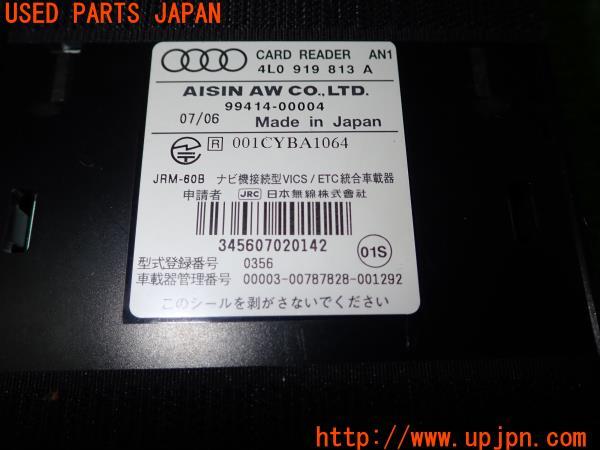 USED PARTS JAPAN
CARD READER AN1
4L0 919 813 A
AISIN AW CO.,LTD.
99414-00004
07/06 Made in Japan
R 001CYBA1064
JRM-60B ナビ機接続型VICS/ETC統合車載器
申請者 JRC 日本無線株式会社
345607020142
01S
型式登録番号 0356
車載器管理番号 00003-00787828-001292
このシールを剥がさないでください
http://www.upjpn.com